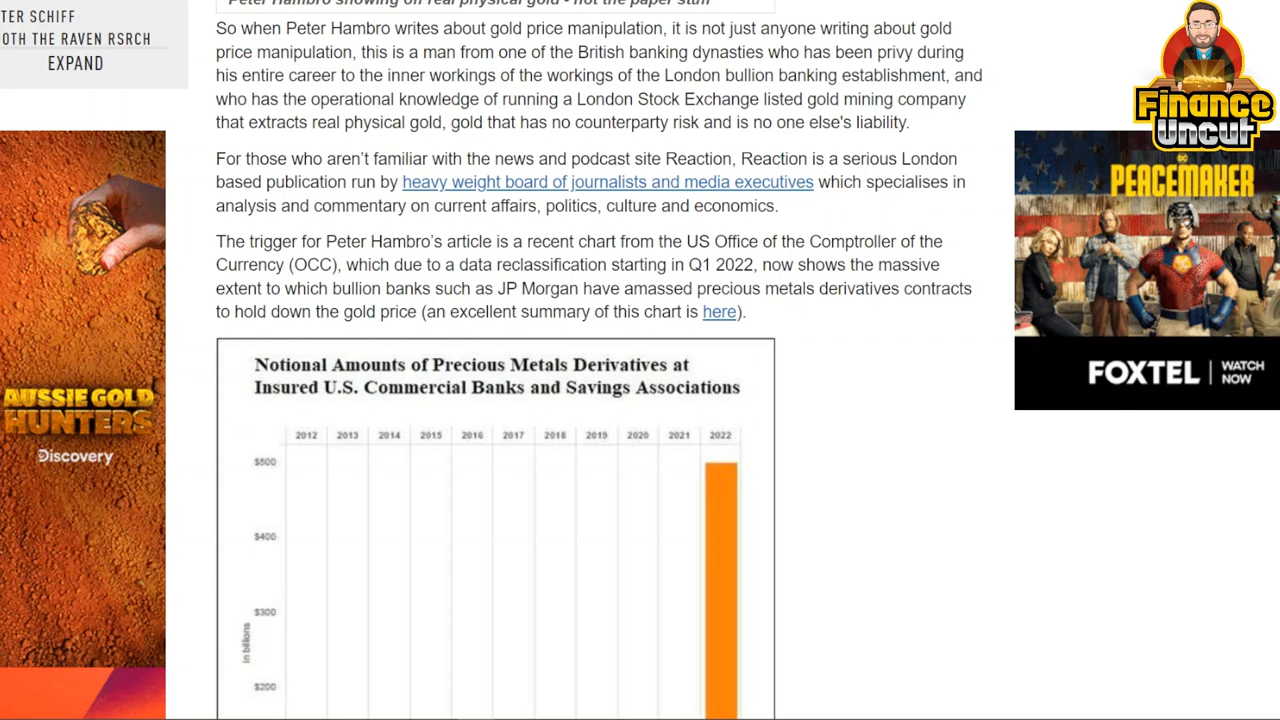 TER SCHIFF
OTH THE RAVEN RSRCH
EXPAND
Peter Hambro showing off real physical gold - not the paper stuff
So when Peter Hambro writes about gold price manipulation, it is not just anyone writing about gold
price manipulation, this is a man from one of the British banking dynasties who has been privy during
his entire career to the inner workings of the workings of the London bullion banking establishment, and
who has the operational knowledge of running a London Stock Exchange listed gold mining company
that extracts real physical gold, gold that has no counterparty risk and is no one else's liability.
For those who aren’t familiar with the news and podcast site Reaction, Reaction is a serious London
based publication run by heavy weight board of journalists and media executives which specialises in
analysis and commentary on current affairs, politics, culture and economics.
The trigger for Peter Hambro’s article is a recent chart from the US Office of the Comptroller of the
Currency (OCC), which due to a data reclassification starting in Q1 2022, now shows the massive
extent to which bullion banks such as JP Morgan have amassed precious metals derivatives contracts
to hold down the gold price (an excellent summary of this chart is here).
Notional Amounts of Precious Metals Derivatives at
Insured U.S. Commercial Banks and Savings Associations
2012 2013 2014 2015 2016 2017 2018 2019 2020 2021 2022
$500
$400
$300
in billions
$200
AUSSIE GOLD
HUNTERS
Discovery
Finance
Uncut
DC
PEACEMAKER
FOXTEL | WATCH
NOW